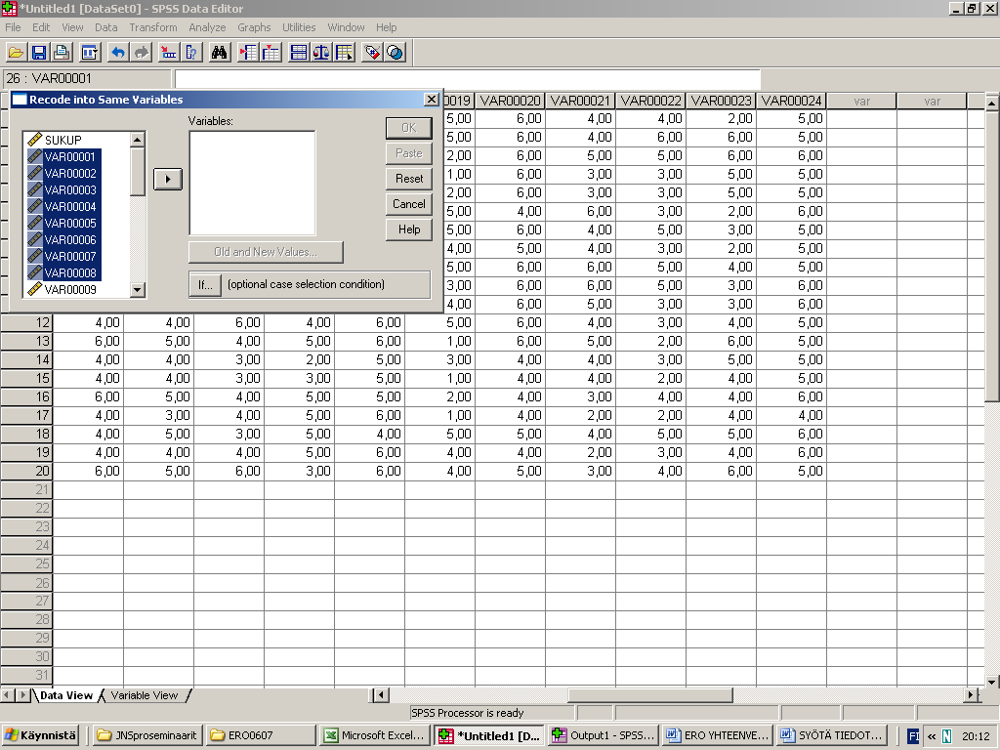 *Untitled1 [DataSet0] - SPSS Data Editor
File Edit View Data Transform Analyze Graphs Utilities Window Help
26 : VAR00001
Recode into Same Variables
Variables:
SUKUP
VAR00001
VAR00002
VAR00003
VAR00004
VAR00005
VAR00006
VAR00007
VAR00008
VAR00009
OK
Paste
Reset
Cancel
Help
Old and New Values...
If... (optional case selection condition)
0019 VAR00020 VAR00021 VAR00022 VAR00023 VAR00024 var var
5,00 6,00 4,00 4,00 2,00 5,00
5,00 6,00 4,00 6,00 6,00 5,00
2,00 6,00 5,00 5,00 6,00 6,00
1,00 6,00 3,00 3,00 5,00 5,00
2,00 6,00 3,00 3,00 5,00 5,00
5,00 4,00 6,00 3,00 2,00 6,00
5,00 6,00 4,00 5,00 3,00 5,00
4,00 5,00 4,00 3,00 2,00 5,00
5,00 6,00 6,00 5,00 4,00 5,00
3,00 6,00 6,00 5,00 3,00 6,00
4,00 6,00 5,00 3,00 3,00 6,00
12 4,00 4,00 6,00 4,00 6,00 5,00 6,00 4,00 3,00 4,00 5,00
13 6,00 5,00 4,00 5,00 6,00 1,00 6,00 5,00 2,00 6,00 5,00
14 4,00 4,00 3,00 2,00 5,00 3,00 4,00 4,00 3,00 5,00 5,00
15 4,00 4,00 3,00 3,00 5,00 1,00 4,00 4,00 2,00 4,00 5,00
16 6,00 5,00 4,00 5,00 5,00 2,00 4,00 3,00 4,00 4,00 6,00
17 4,00 3,00 4,00 5,00 6,00 1,00 4,00 2,00 2,00 4,00 4,00
18 4,00 5,00 3,00 5,00 4,00 5,00 5,00 4,00 5,00 5,00 6,00
19 4,00 4,00 4,00 5,00 6,00 4,00 4,00 2,00 3,00 4,00 6,00
20 6,00 5,00 6,00 3,00 6,00 4,00 5,00 3,00 4,00 6,00 5,00
21
22
23
24
25
26
27
28
29
30
31
Data View Variable View
SPSS Processor is ready
Käynnistä JNSproseminaarit ERO0607 Microsoft Excel... *Untitled1 [D... Output1 - SPSS... ERO YHTEENVE... SYÖTÄ TIEDOT... FI « N 20:12